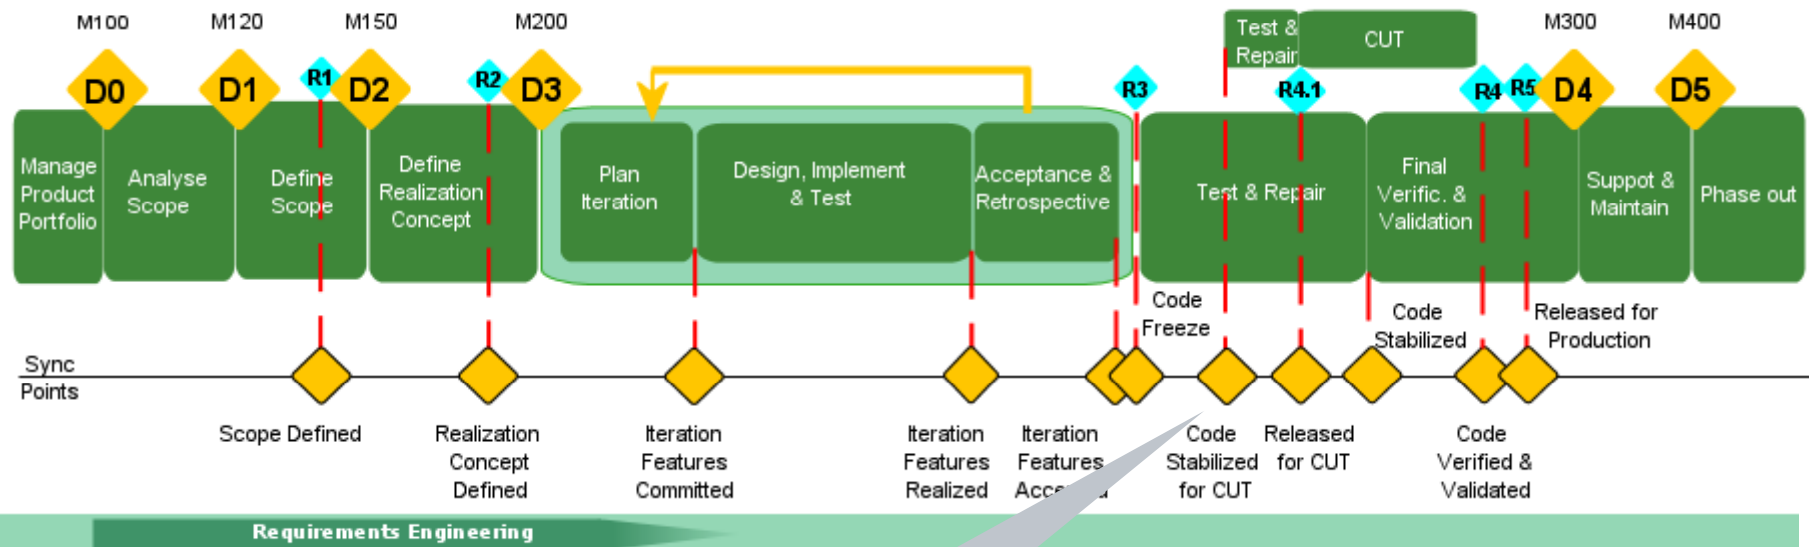 M100
M120
M150
M200
M300
M400
Test &
Repair
CUT
D0
D1
R1
D2
R2
D3
R3
R4.1
R4
R5
D4
D5
Manage
Product
Portfolio
Analyse
Scope
Define
Scope
Define
Realization
Concept
Plan
Iteration
Design, Implement
& Test
Acceptance &
Retrospective
Test & Repair
Final
Verific. &
Validation
Suppot &
Maintain
Phase out
Code
Freeze
Code
Stabilized
Released for
Production
Sync
Points
Scope Defined
Realization
Concept
Defined
Iteration
Features
Committed
Iteration
Features
Realized
Iteration
Features
Code
Stabilized
for CUT
Released
for CUT
Code
Verified &
Validated
Requirements Engineering